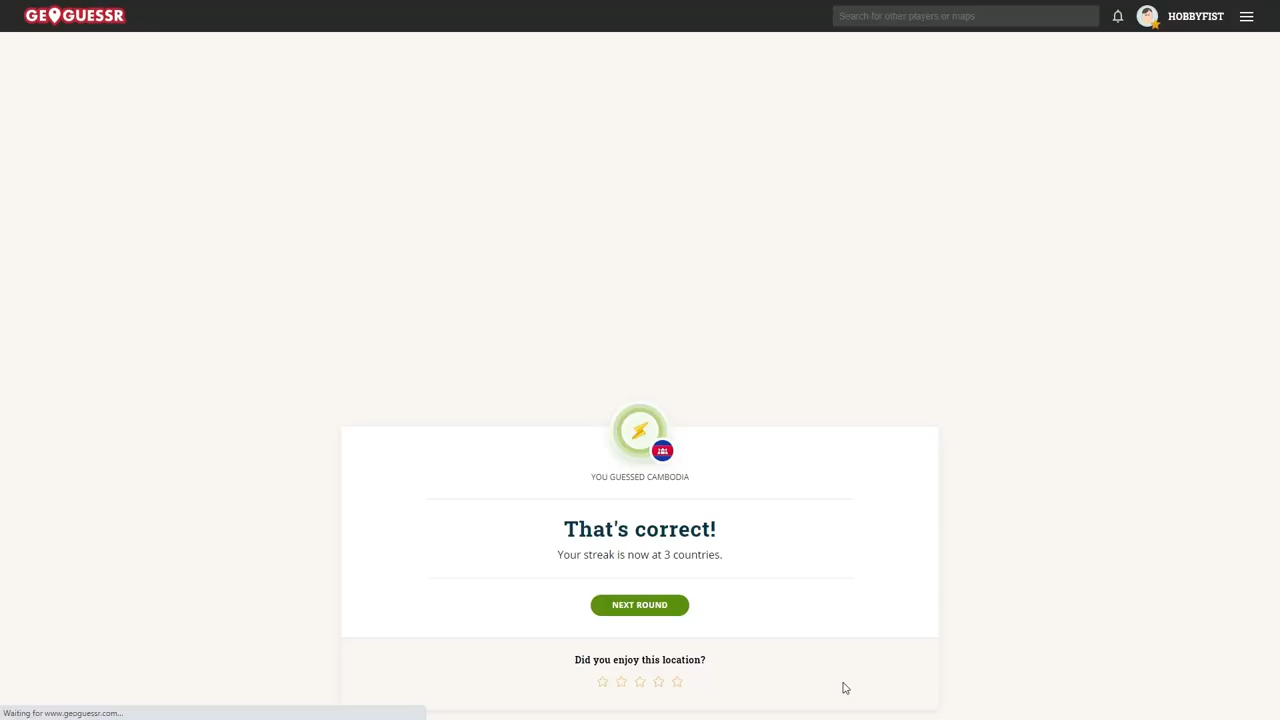 GEOGUESSR
Search for other players or maps
HOBBYFIST
YOU GUESSED CAMBODIA
That's correct!
Your streak is now at 3 countries.
NEXT ROUND
Did you enjoy this location?
Waiting for www.geoguessr.com...